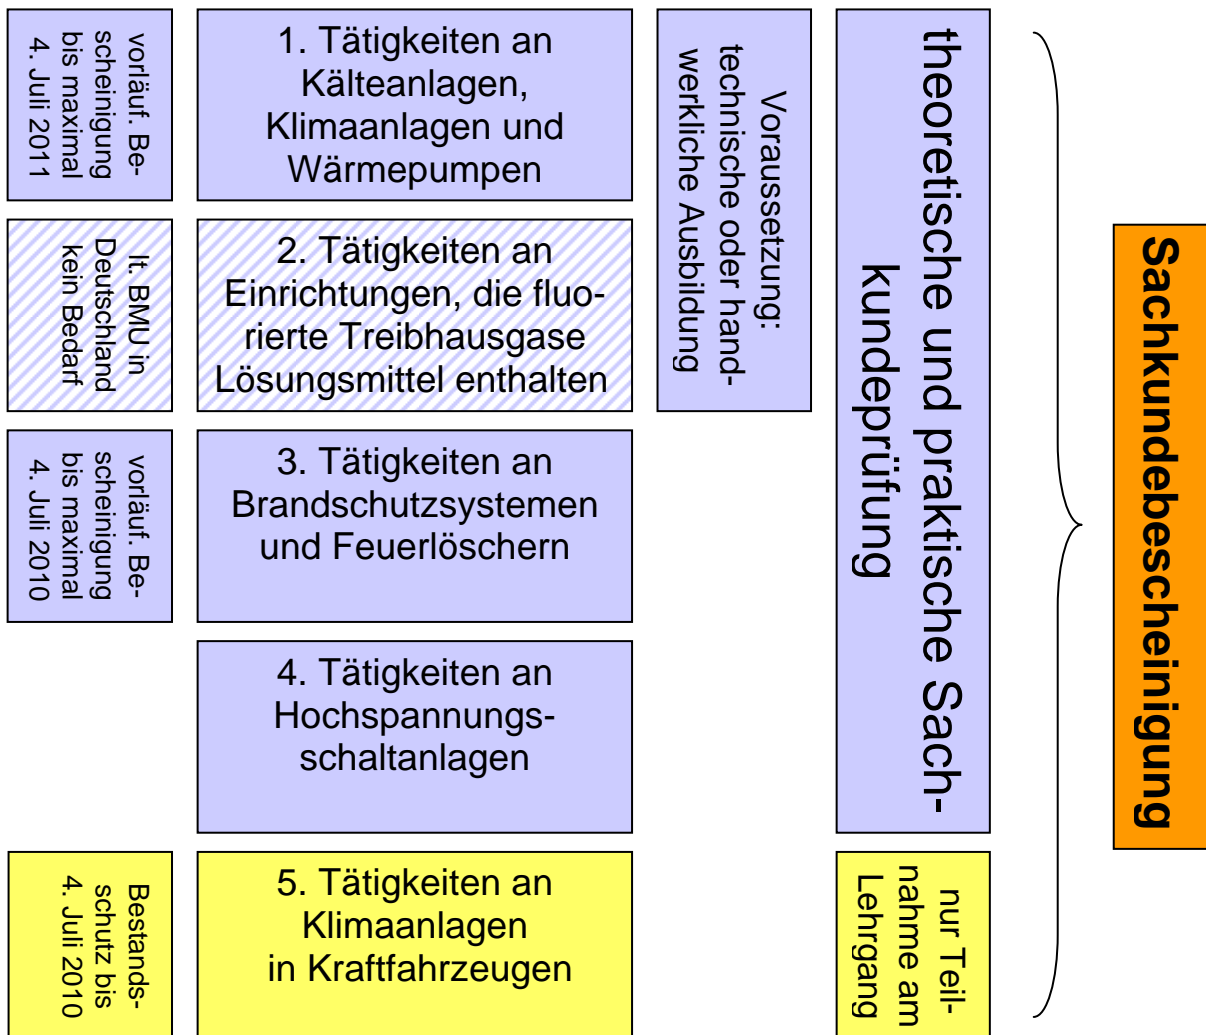 vorläuf. Be-
scheinigung
bis maximal
4. Juli 2011
1. Tätigkeiten an
Kälteanlagen,
Klimaanlagen und
Wärmepumpen
Voraussetzung:
technische oder hand-
werkliche Ausbildung
theoretische und praktische Sach-
kundeprüfung
Sachkundebescheinigung
lt. BMU in
Deutschland
kein Bedarf
2. Tätigkeiten an
Einrichtungen, die fluo-
rierte Treibhausgase
Lösungsmittel enthalten
vorläuf. Be-
scheinigung
bis maximal
4. Juli 2010
3. Tätigkeiten an
Brandschutzsystemen
und Feuerlöschern
4. Tätigkeiten an
Hochspannungs-
schaltanlagen
Bestands-
schutz bis
4. Juli 2010
5. Tätigkeiten an
Klimaanlagen
in Kraftfahrzeugen
nur Teil-
nahme am
Lehrgang